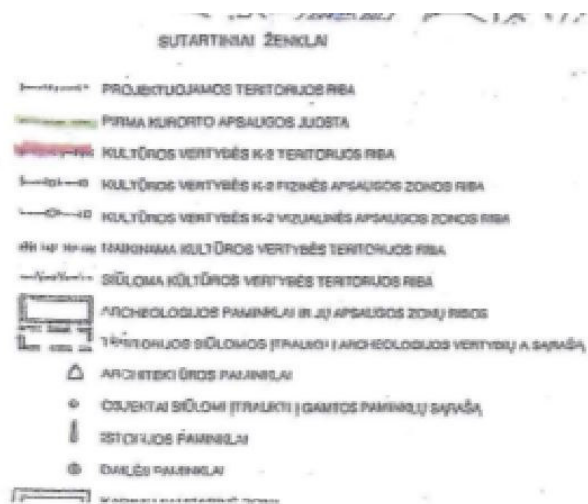 SUTARTINIAI ŽENKLAI
PROJEKTUOJAMOS TERITORIJOS RIBA
PIRMA KURORTO APSAUGOS JUOSTA
KULTŪROS VERTYBĖS K-2 TERITORIJOS RIBA
KULTŪROS VERTYBĖS K-2 FIZINĖS APSAUGOS ZONOS RIBA
KULTŪROS VERTYBĖS K-2 VIZUALINĖS APSAUGOS ZONOS RIBA
NAIKINAMA KULTŪROS VERTYBĖS TERITORIJOS RIBA
SIŪLOMA KULTŪROS VERTYBĖS TERITORIJOS RIBA
ARCHEOLOGIJOS PAMINKLAI IR JŲ APSAUGOS ZONŲ RIBOS
TERITORIJOS SIŪLOMOS ĮTRAUKTI Į ARCHEOLOGIJOS VERTYBIŲ A SĄRAŠĄ
ARCHITEKTŪROS PAMINKLAI
OBJEKTAI SIŪLOMI ĮTRAUKTI Į GAMTOS PAMINKLŲ SĄRAŠĄ
ISTORIJOS PAMINKLAI
DAILĖS PAMINKLAI
ZONA